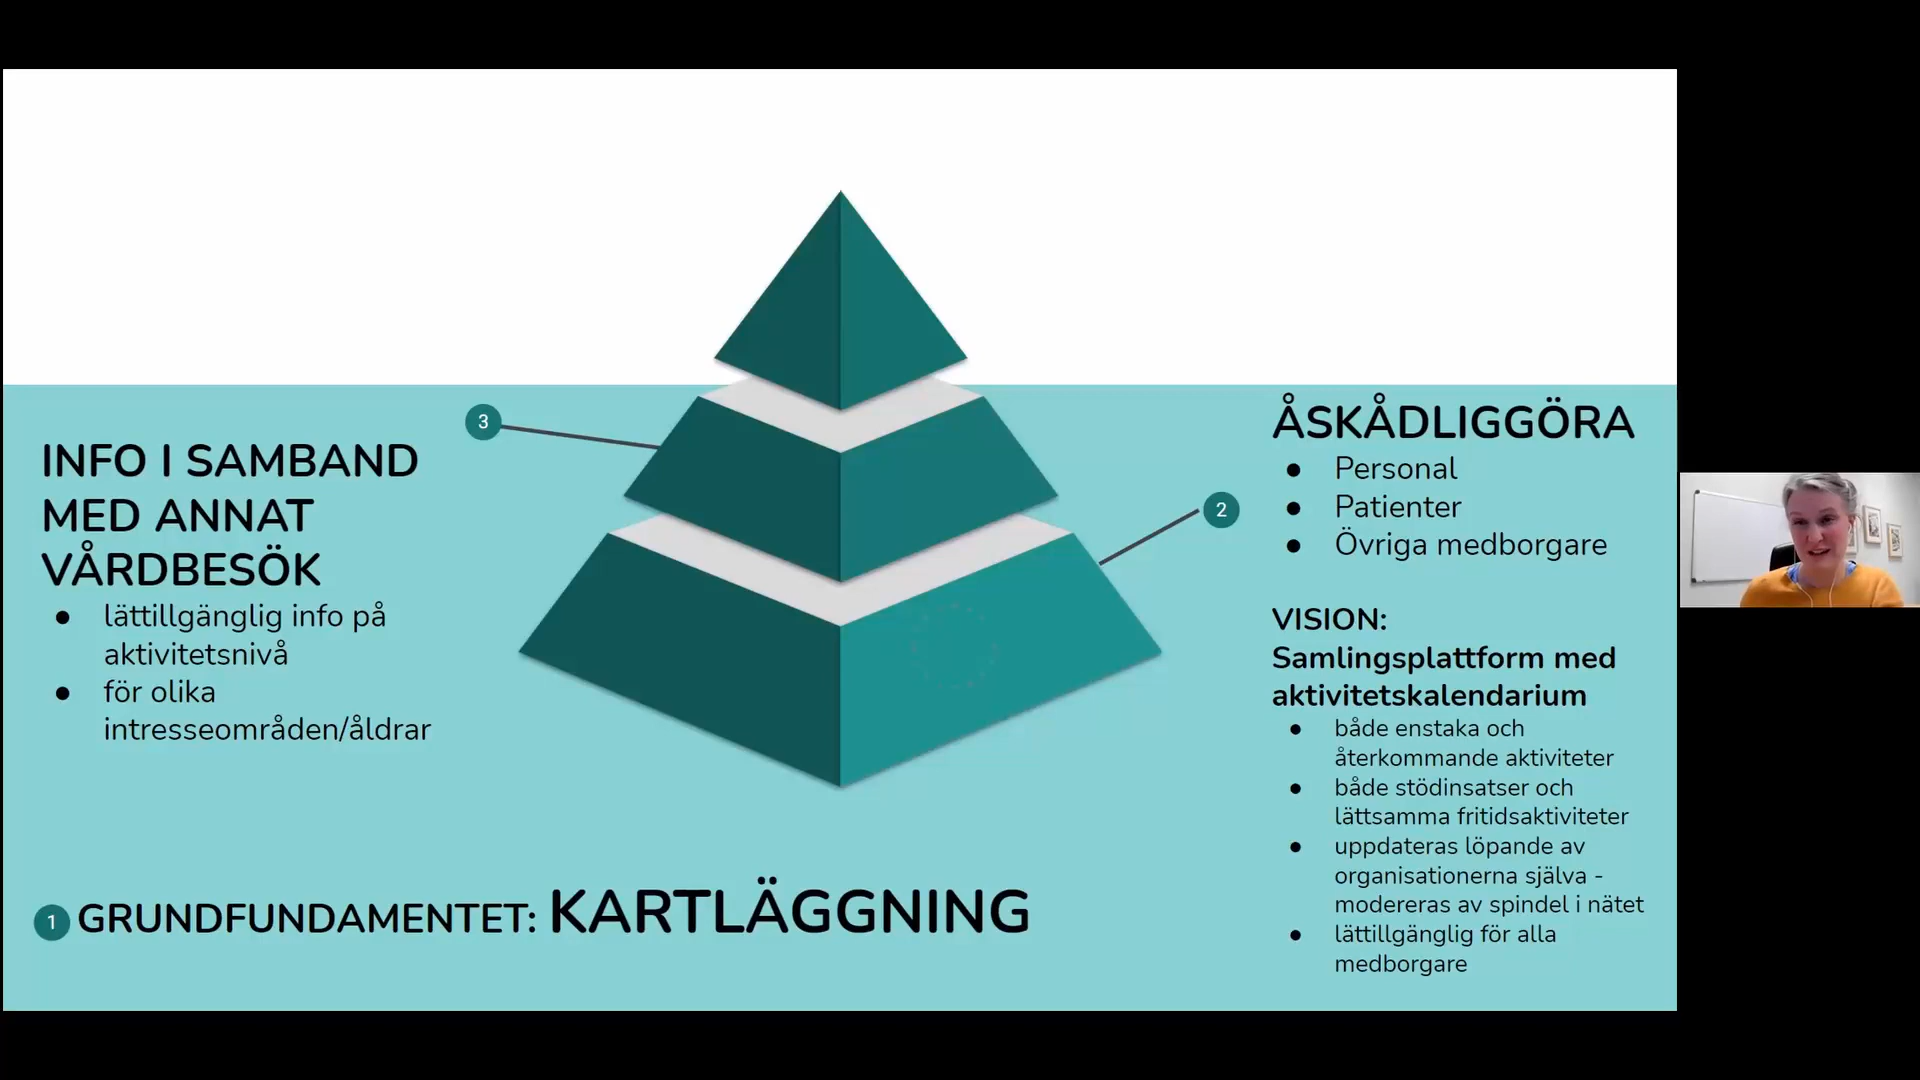 3
INFO I SAMBAND
MED ANNAT
VÅRDBESÖK
● lättillgänglig info på
aktivitetsnivå
● för olika
intresseområden/åldrar
2
ÅSKÅDLIGGÖRA
● Personal
● Patienter
● Övriga medborgare
VISION:
Samlingsplattform med
aktivitetskalendarium
● både enstaka och
återkommande aktiviteter
● både stödinsatser och
lättsamma fritidsaktiviteter
● uppdateras löpande av
organisationerna själva -
modereras av spindel i nätet
● lättillgänglig för alla
medborgare
1 GRUNDFUNDAMENTET: KARTLÄGGNING